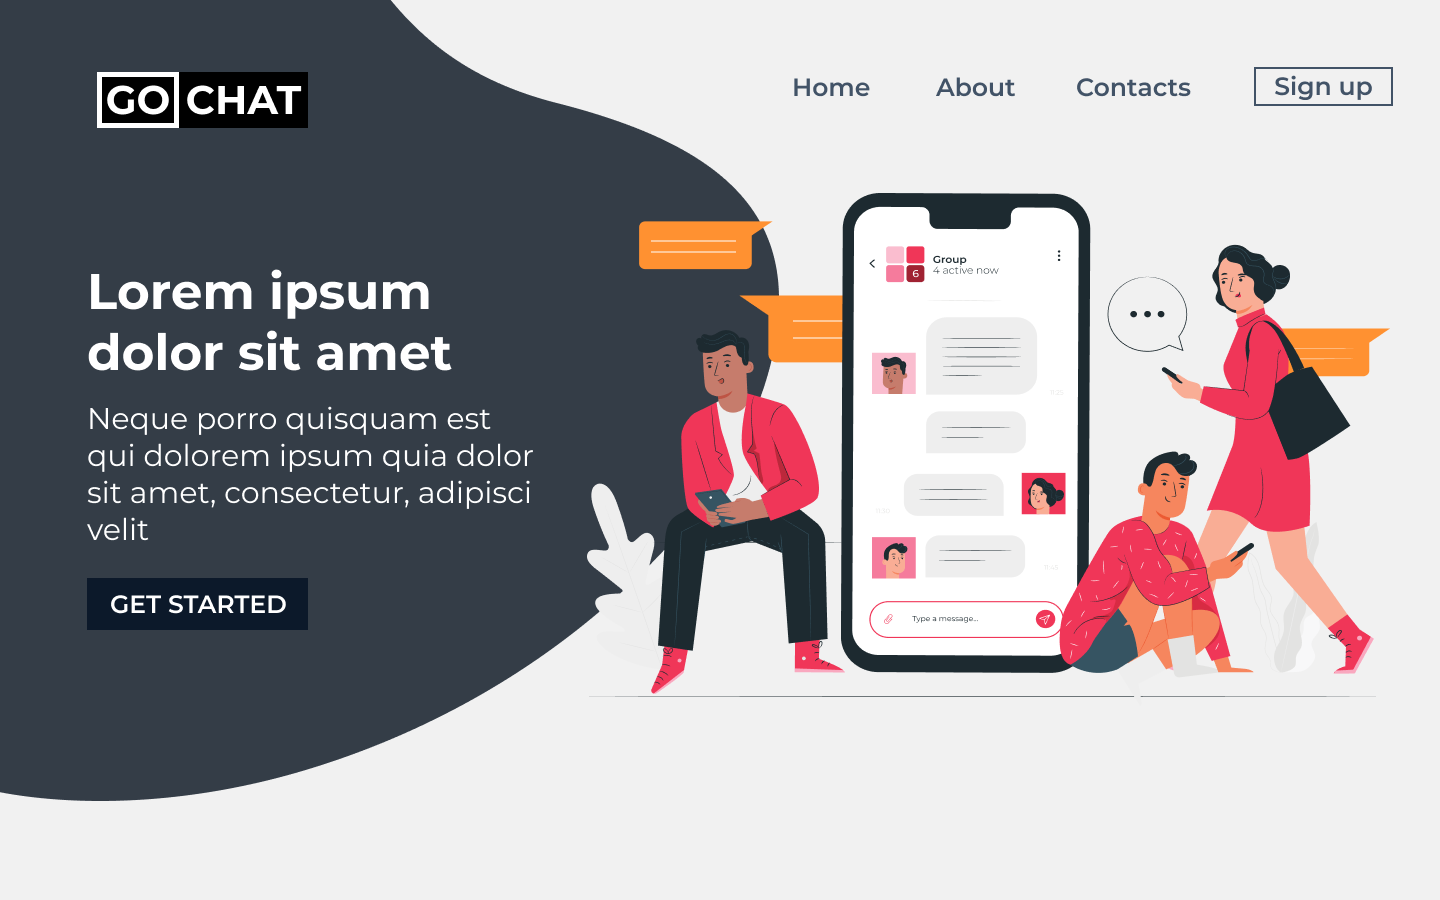 GO CHAT
Home About Contacts Sign up
Lorem ipsum
dolor sit amet
Neque porro quisquam est
qui dolorem ipsum quia dolor
sit amet, consectetur, adipisci
velit
GET STARTED
Group
4 active now
6
Type a message...